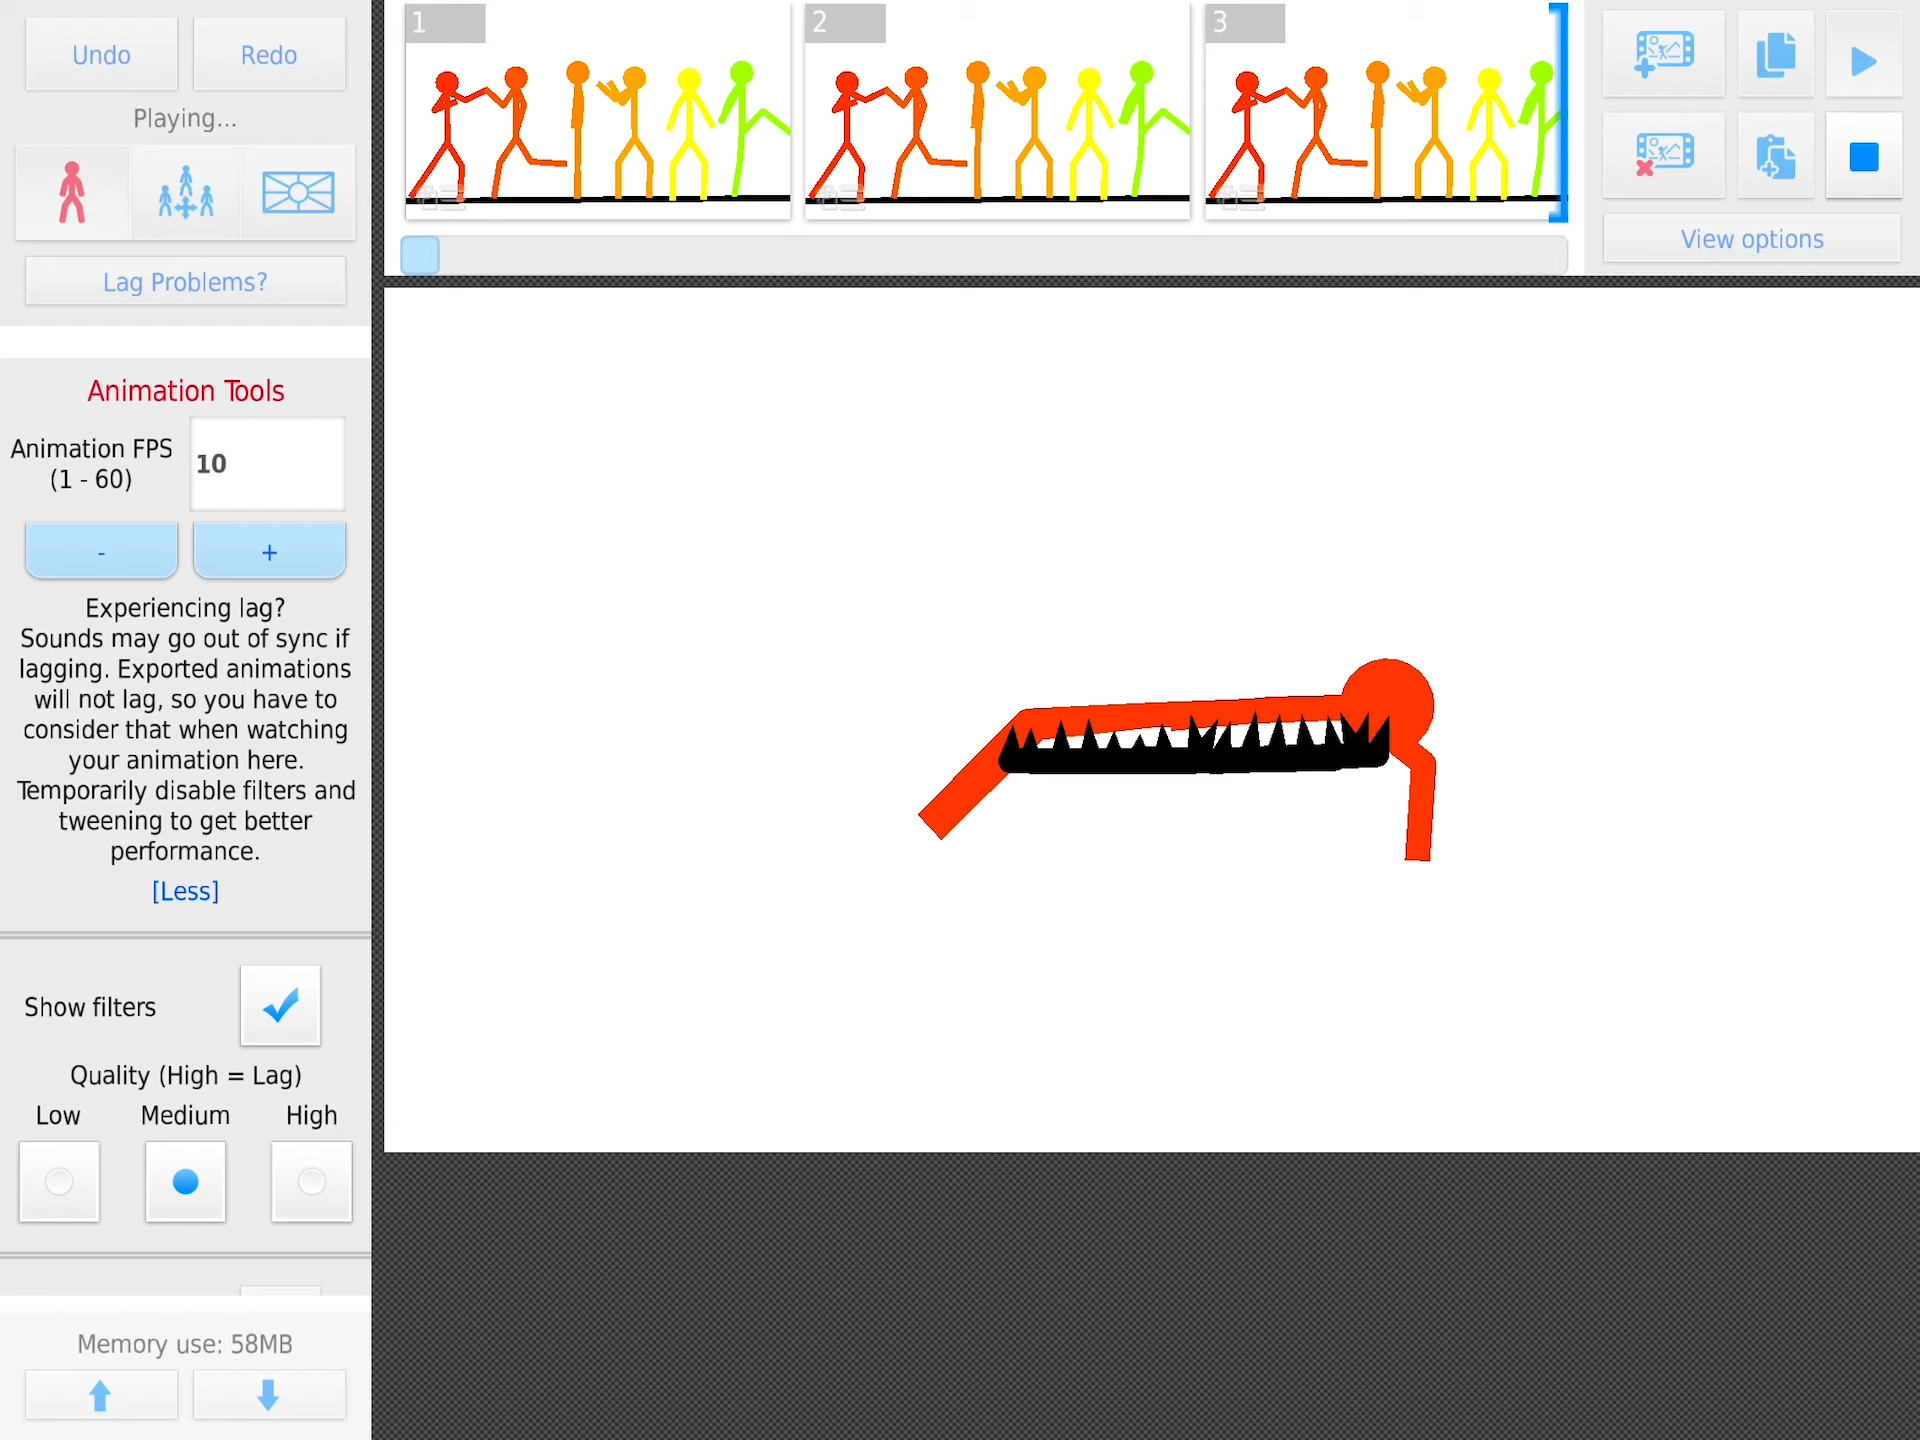 Undo
Redo
Playing...
Lag Problems?
1
2
3
View options
Animation Tools
Animation FPS
(1 - 60)
10
-
+
Experiencing lag?
Sounds may go out of sync if
lagging. Exported animations
will not lag, so you have to
consider that when watching
your animation here.
Temporarily disable filters and
tweening to get better
performance.
[Less]
Show filters
Quality (High = Lag)
Low
Medium
High
Memory use: 58MB